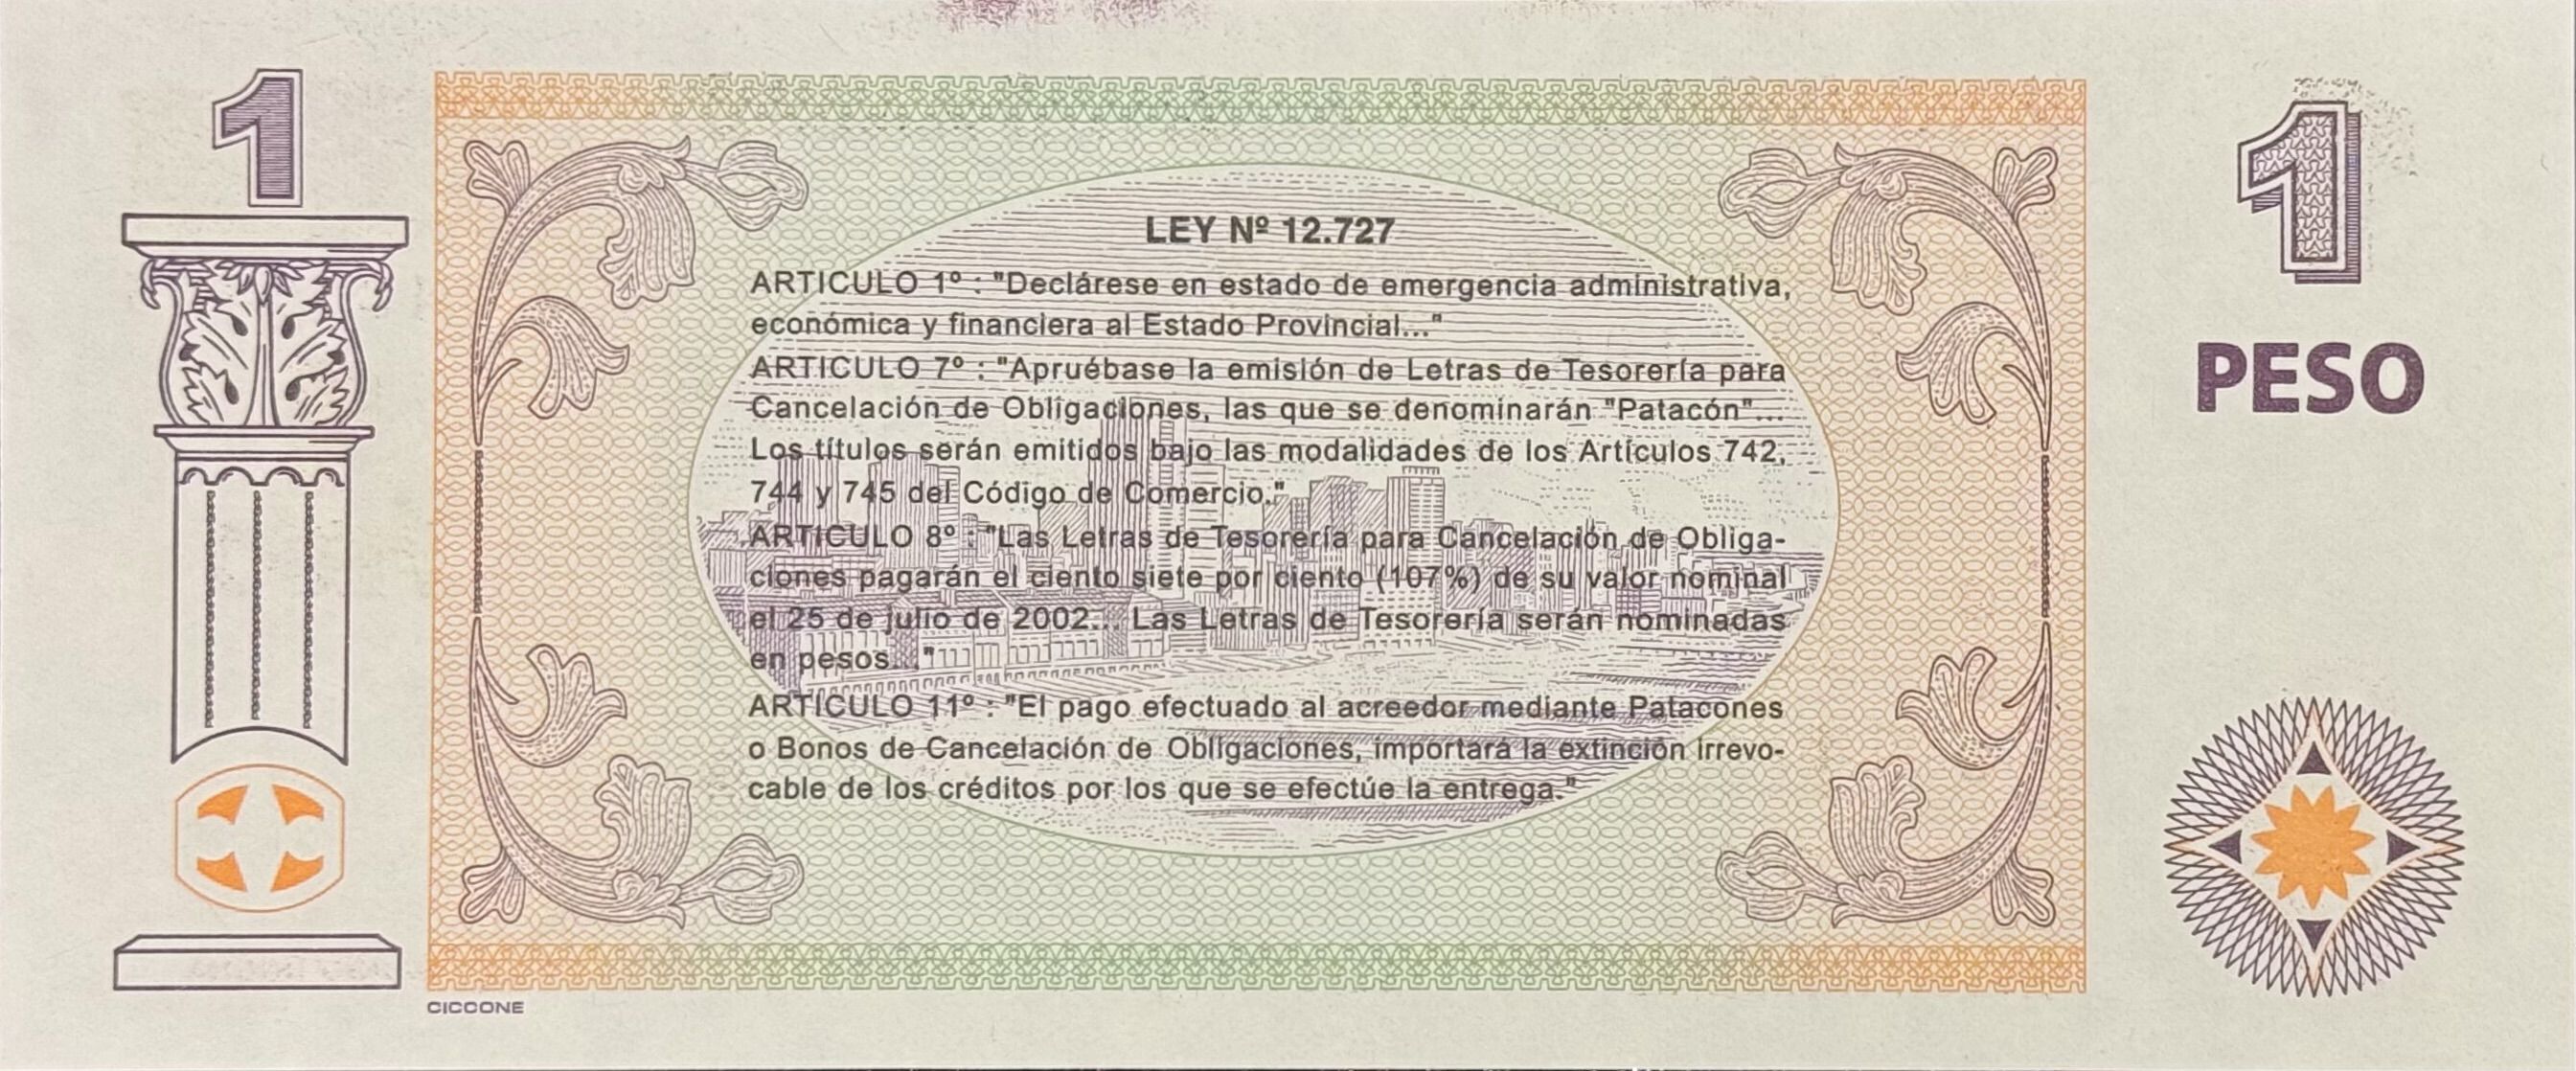 1
1
PESO
LEY Nº 12.727
ARTICULO 1º : "Declárese en estado de emergencia administrativa,
económica y financiera al Estado Provincial..."
ARTICULO 7º : "Apruébase la emisión de Letras de Tesorería para
Cancelación de Obligaciones, las que se denominarán "Patacón"...
Los títulos serán emitidos bajo las modalidades de los Artículos 742,
744 y 745 del Código de Comercio."
ARTICULO 8º : "Las Letras de Tesorería para Cancelación de Obliga-
ciones pagarán el ciento siete por ciento (107%) de su valor nominal
el 25 de julio de 2002... Las Letras de Tesorería serán nominadas
en pesos..."
ARTICULO 11º : "El pago efectuado al acreedor mediante Patacones
o Bonos de Cancelación de Obligaciones, importará la extinción irrevo-
cable de los créditos por los que se efectúe la entrega."
CICCONE